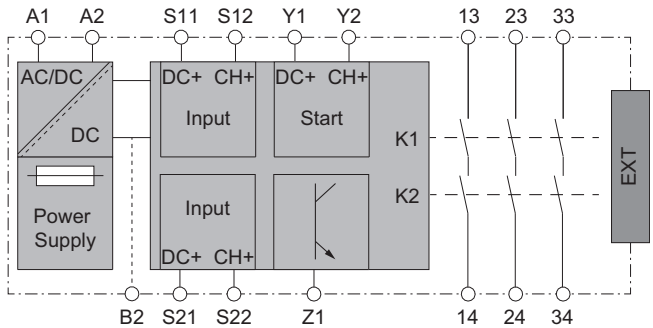 A1 A2 S11 S12 Y1 Y2 13 23 33
AC/DC DC+ CH+ DC+ CH+
Input Start
DC
K1
EXT
K2
Input
Power
Supply
DC+ CH+
B2 S21 S22 Z1 14 24 34